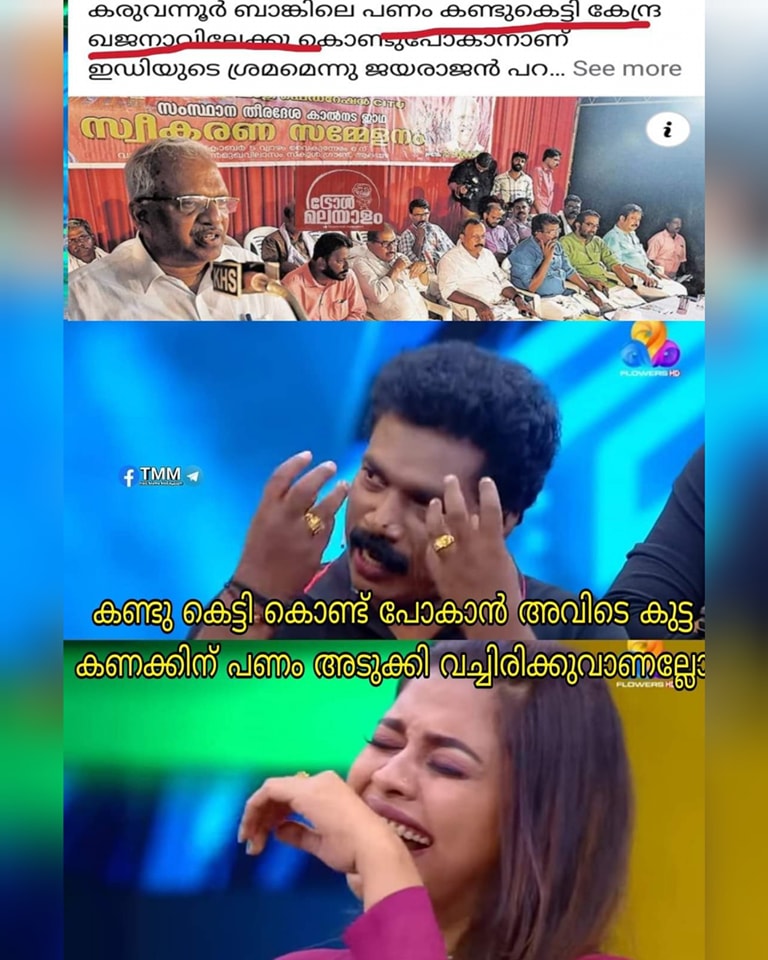 കരുവന്നൂർ ബാങ്കിലെ പണം കണ്ടുകെട്ടി കേന്ദ്ര
ഖജനാവിലേക്കു കൊണ്ടുപോകാനാണ്
ഇഡിയുടെ ശ്രമമെന്നു ജയരാജൻ പറ... See more
സംസ്ഥാന തീരദേശ കാൽനട ജാഥ
സ്വീകരണ സമ്മേളനം
i
ട്രോൾ
മലയാളം
KHS
FLOWERS HD
f TMM
കണ്ടു കെട്ടി കൊണ്ട് പോകാൻ അവിടെ കുട്ട
കണക്കിന് പണം അടുക്കി വച്ചിരിക്കുവാണല്ലോ
FLOWERS HD